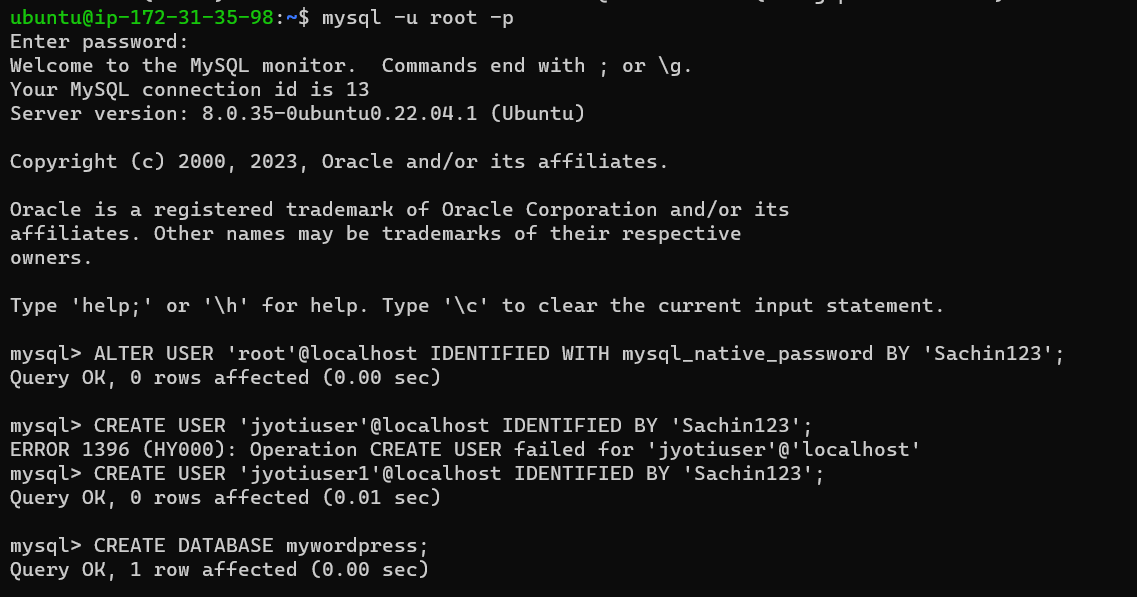 ubuntu@ip-172-31-35-98:~$ mysql -u root -p
Enter password:
Welcome to the MySQL monitor.  Commands end with ; or \g.
Your MySQL connection id is 13
Server version: 8.0.35-0ubuntu0.22.04.1 (Ubuntu)
Copyright (c) 2000, 2023, Oracle and/or its affiliates.
Oracle is a registered trademark of Oracle Corporation and/or its
affiliates. Other names may be trademarks of their respective
owners.
Type 'help;' or '\h' for help. Type '\c' to clear the current input statement.
mysql> ALTER USER 'root'@localhost IDENTIFIED WITH mysql_native_password BY 'Sachin123';
Query OK, 0 rows affected (0.00 sec)
mysql> CREATE USER 'jyotiuser'@localhost IDENTIFIED BY 'Sachin123';
ERROR 1396 (HY000): Operation CREATE USER failed for 'jyotiuser'@'localhost'
mysql> CREATE USER 'jyotiuser1'@localhost IDENTIFIED BY 'Sachin123';
Query OK, 0 rows affected (0.01 sec)
mysql> CREATE DATABASE mywordpress;
Query OK, 1 row affected (0.00 sec)